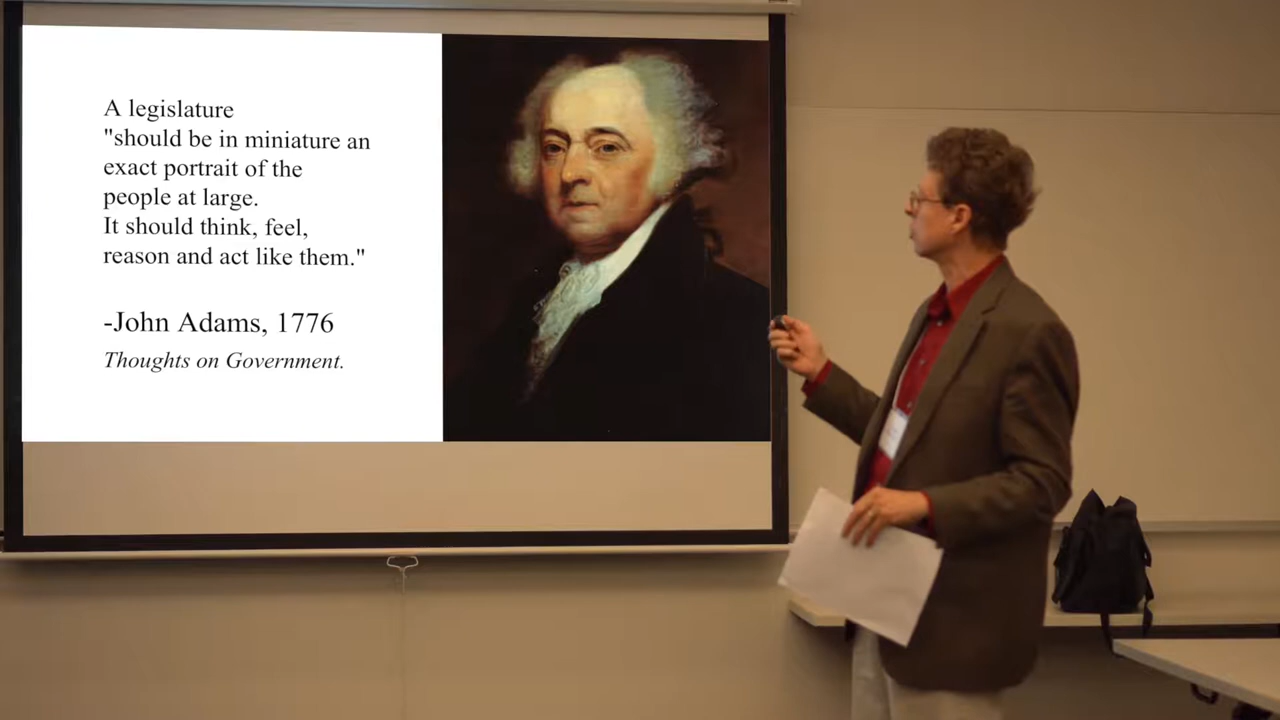 A legislature
"should be in miniature an
exact portrait of the
people at large.
It should think, feel,
reason and act like them."
-John Adams, 1776
Thoughts on Government.